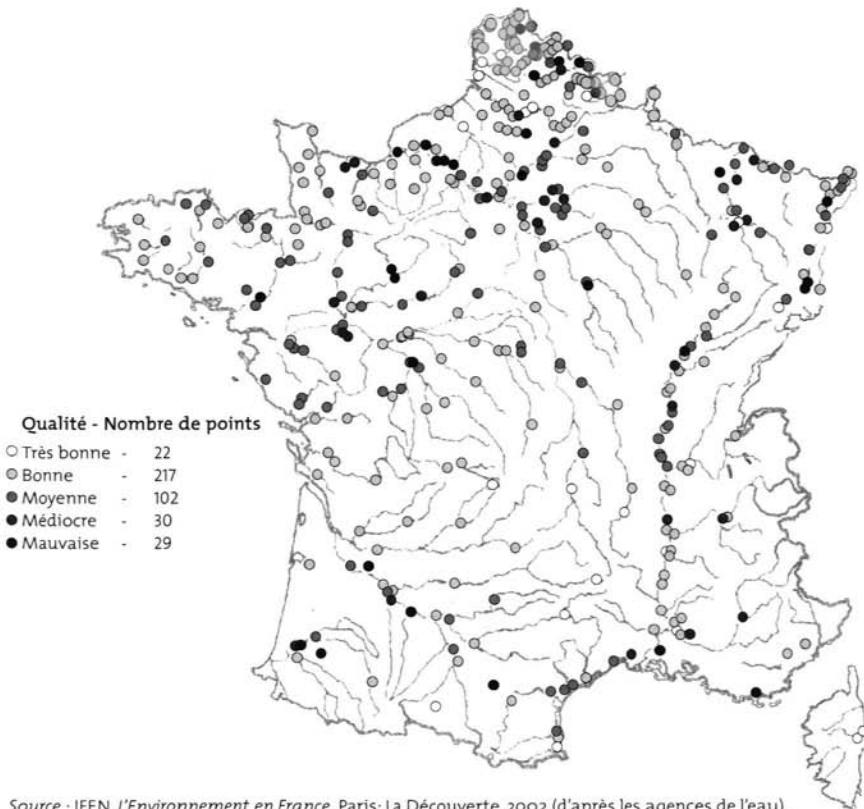 Qualité - Nombre de points
Très bonne - 22
Bonne - 217
Moyenne - 102
Médiocre - 30
Mauvaise - 29
Source : IFEN, L'Environnement en France, Paris: La Découverte, 2002 (d'après les agences de l'eau)